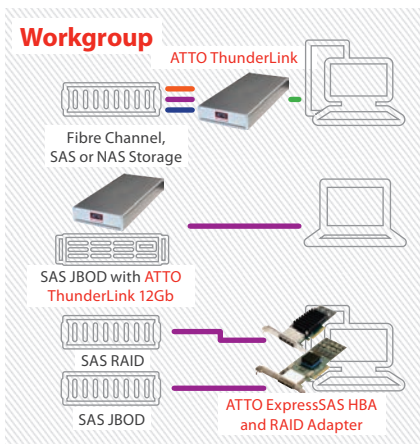 Workgroup
ATTO ThunderLink
Fibre Channel,
SAS or NAS Storage
SAS JBOD with ATTO
ThunderLink 12Gb
SAS RAID
SAS JBOD
ATTO ExpressSAS HBA
and RAID Adapter